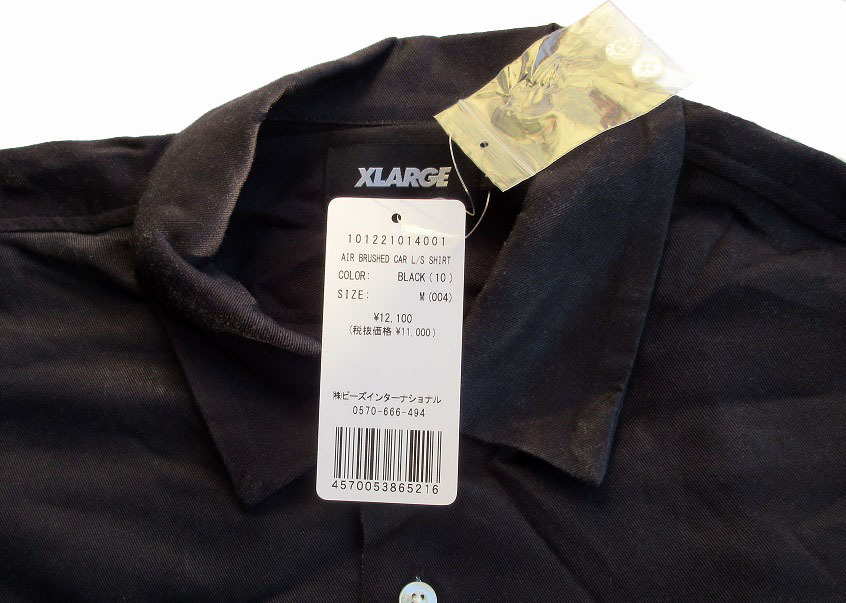 XLARGE
101221014001
AIR BRUSHED CAR L/S SHIRT
COLOR: BLACK(10)
SIZE: M(004)
¥12,100
(税抜価格 ¥11,000)
㈱ビーズインターナショナル
0570-666-494
4570053865216